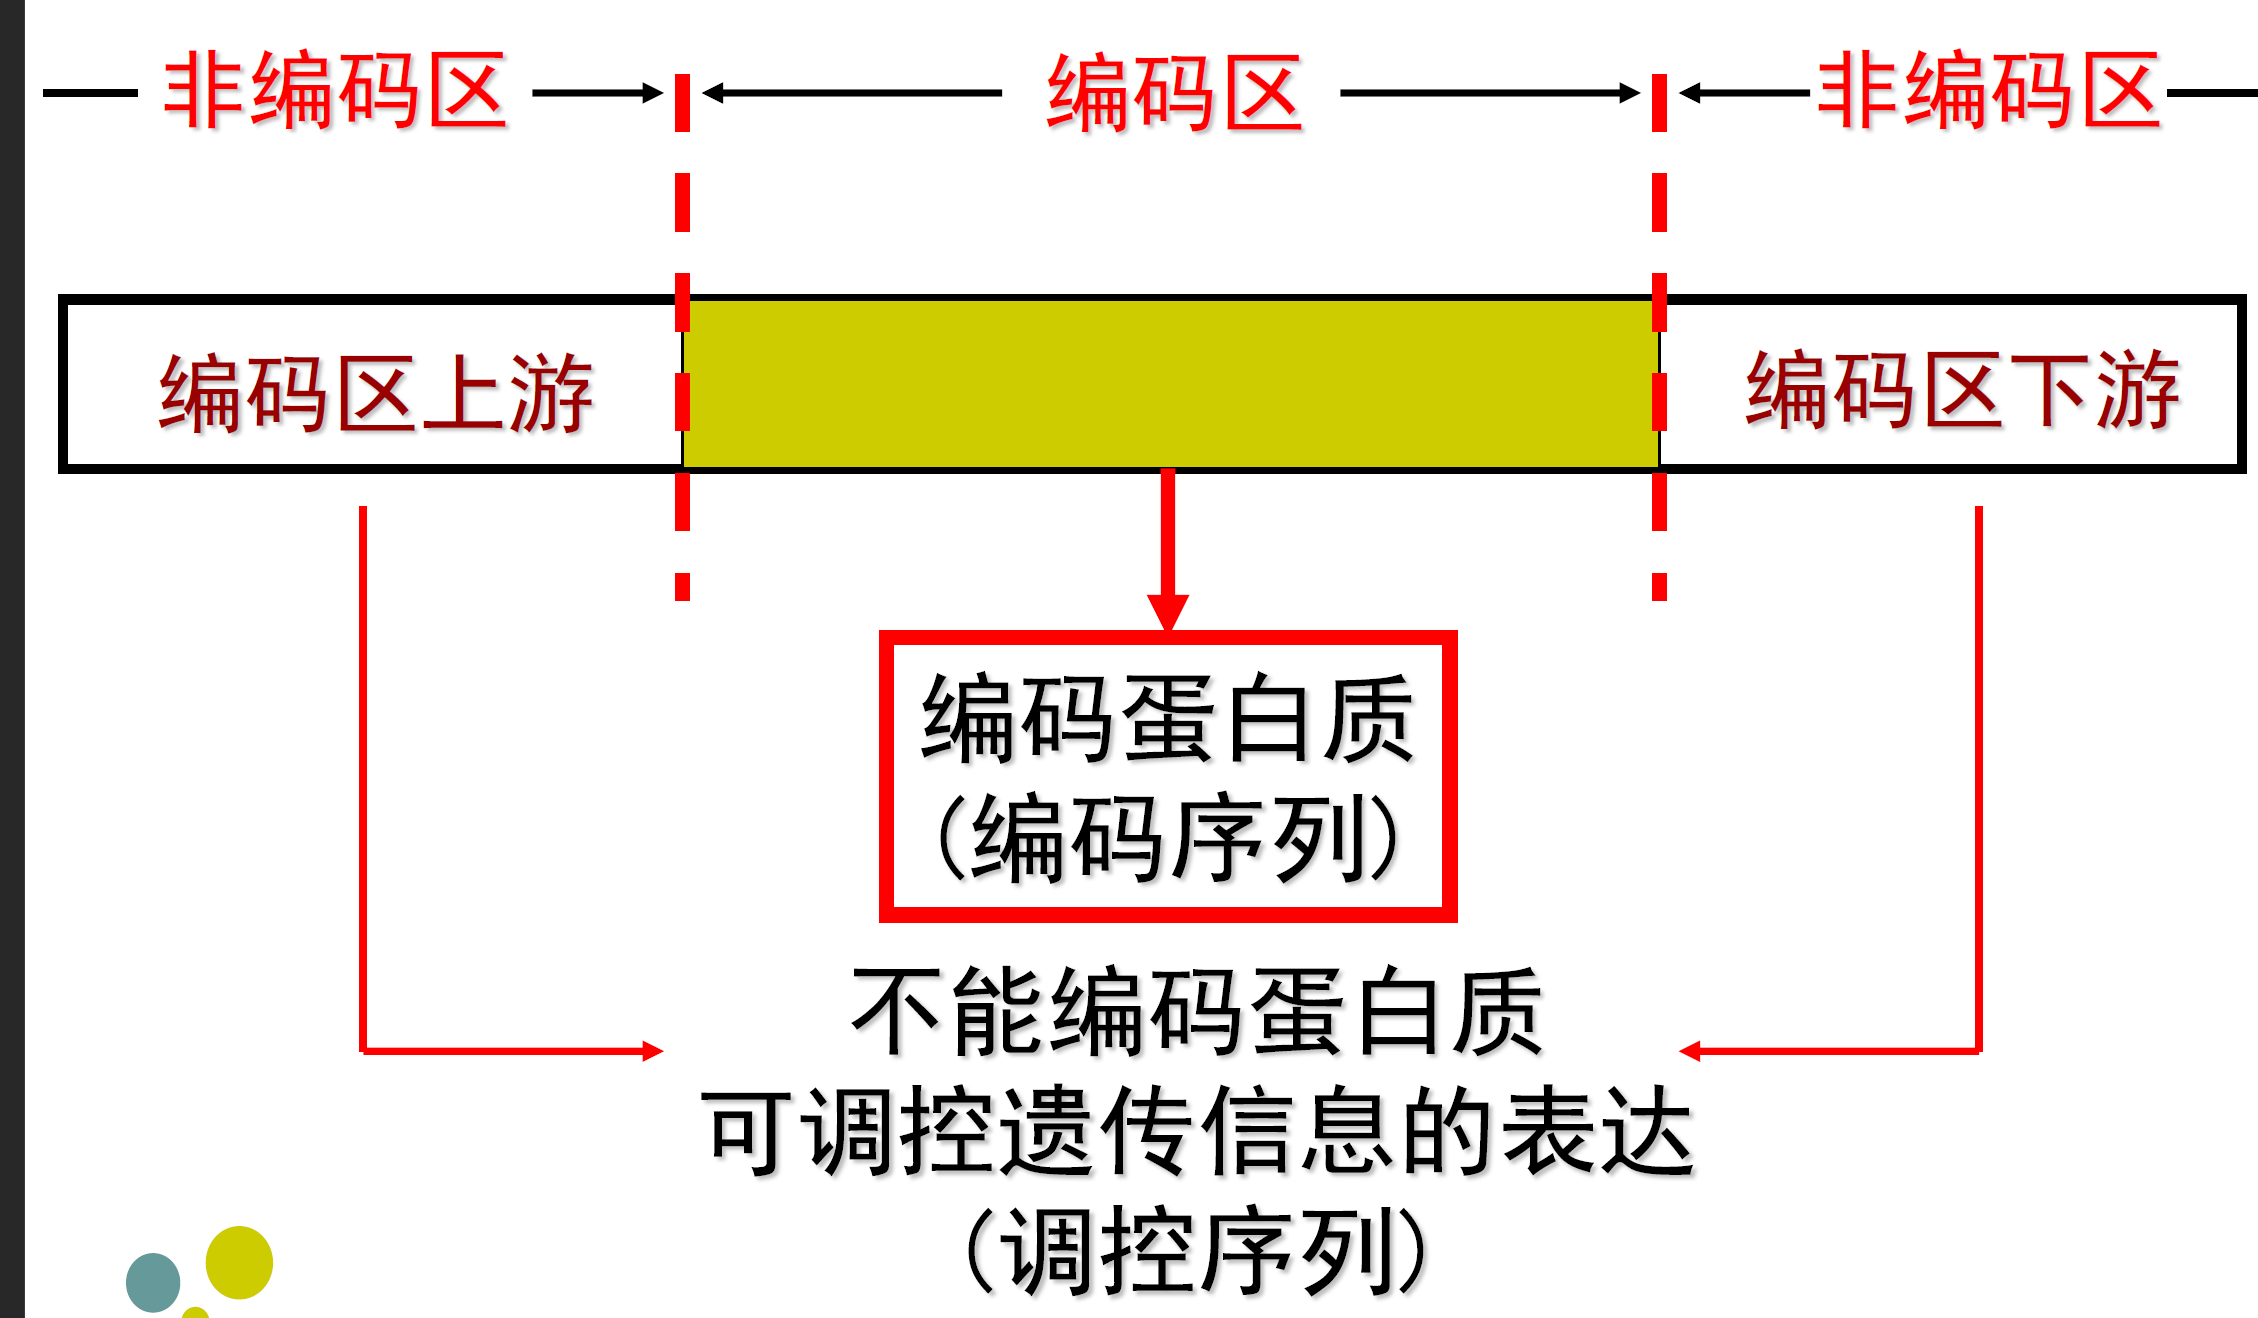 非编码区 编码区 非编码区
编码区上游 编码区下游
编码蛋白质
(编码序列)
不能编码蛋白质
可调控遗传信息的表达
(调控序列)